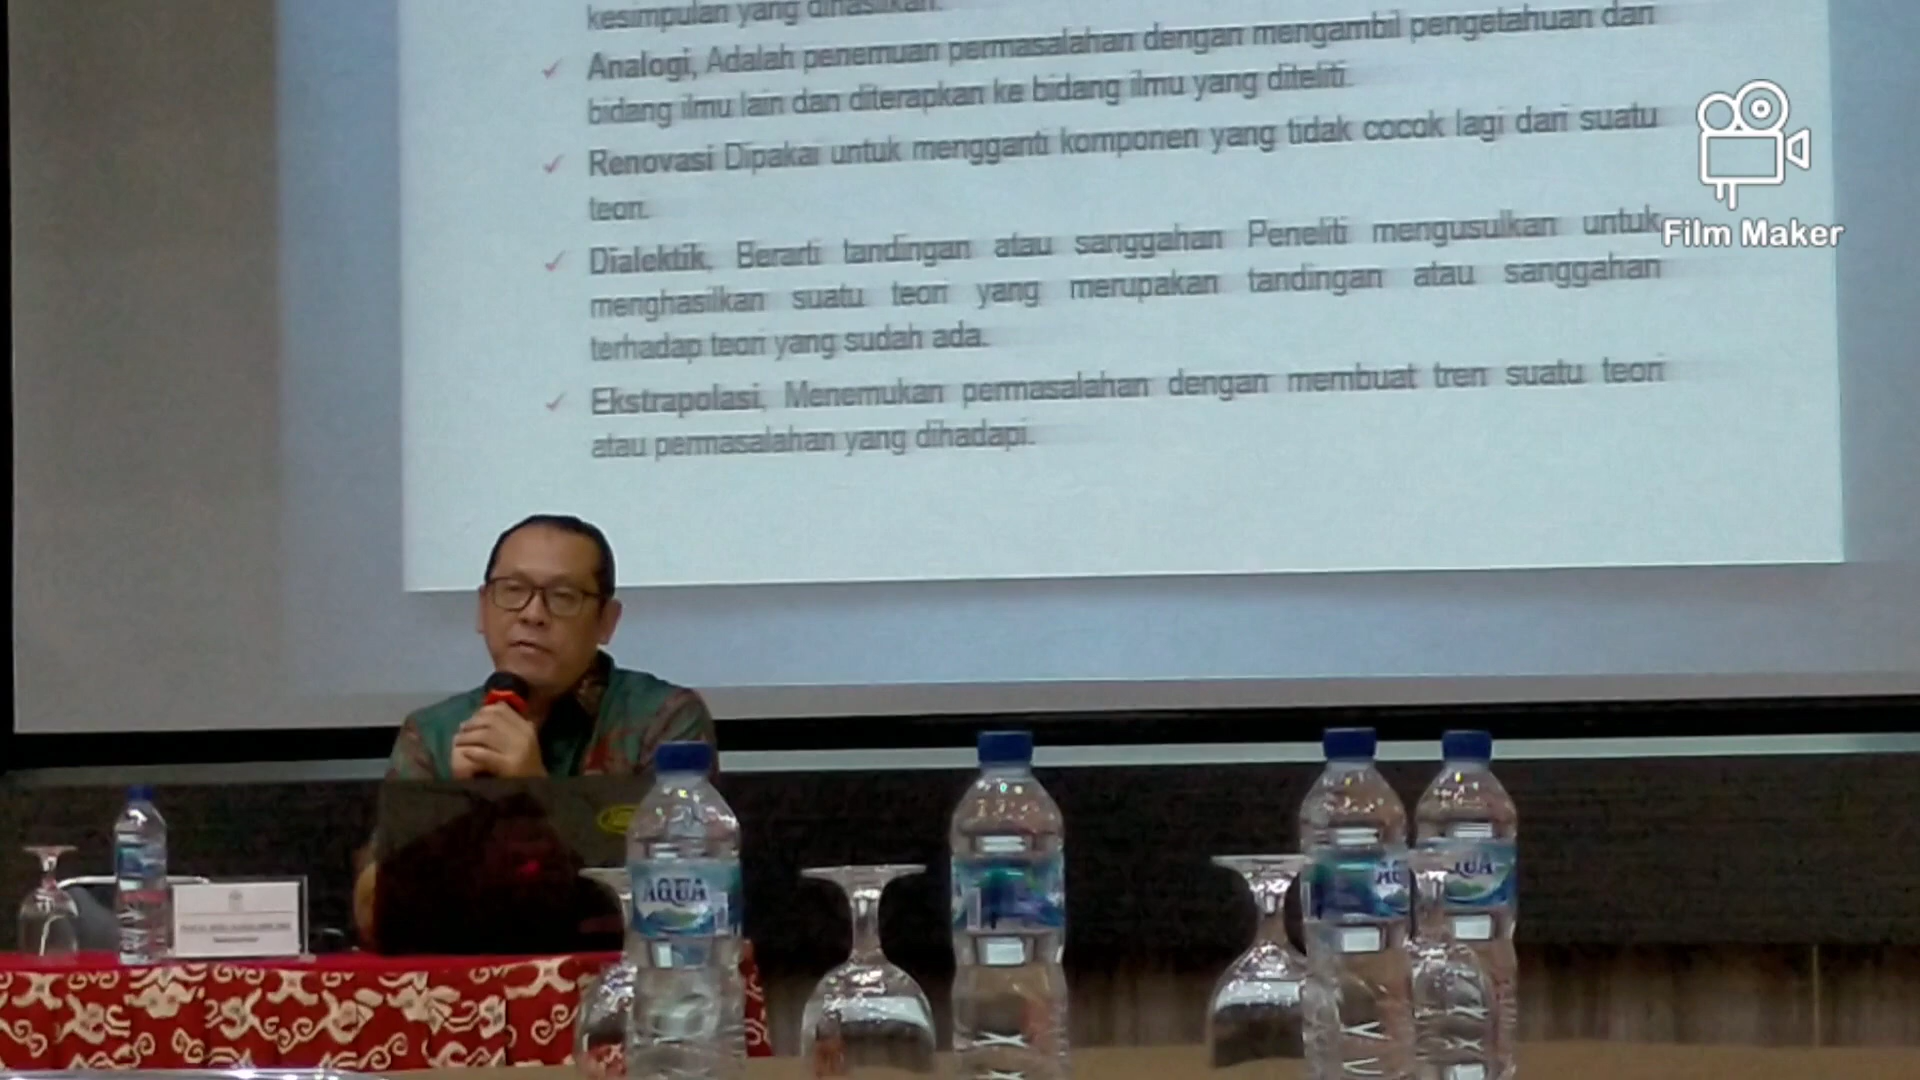 kesimpulan yang dihasilkan.
✓ Analogi, Adalah penemuan permasalahan dengan mengambil pengetahuan dari
bidang ilmu lain dan diterapkan ke bidang ilmu yang diteliti.
✓ Renovasi Dipakai untuk mengganti komponen yang tidak cocok lagi dari suatu
teori.
✓ Dialektik, Berarti tandingan atau sanggahan Peneliti mengusulkan untuk
menghasilkan suatu teori yang merupakan tandingan atau sanggahan
terhadap teori yang sudah ada.
✓ Ekstrapolasi, Menemukan permasalahan dengan membuat tren suatu teori
atau permasalahan yang dihadapi.
Film Maker
AQUA